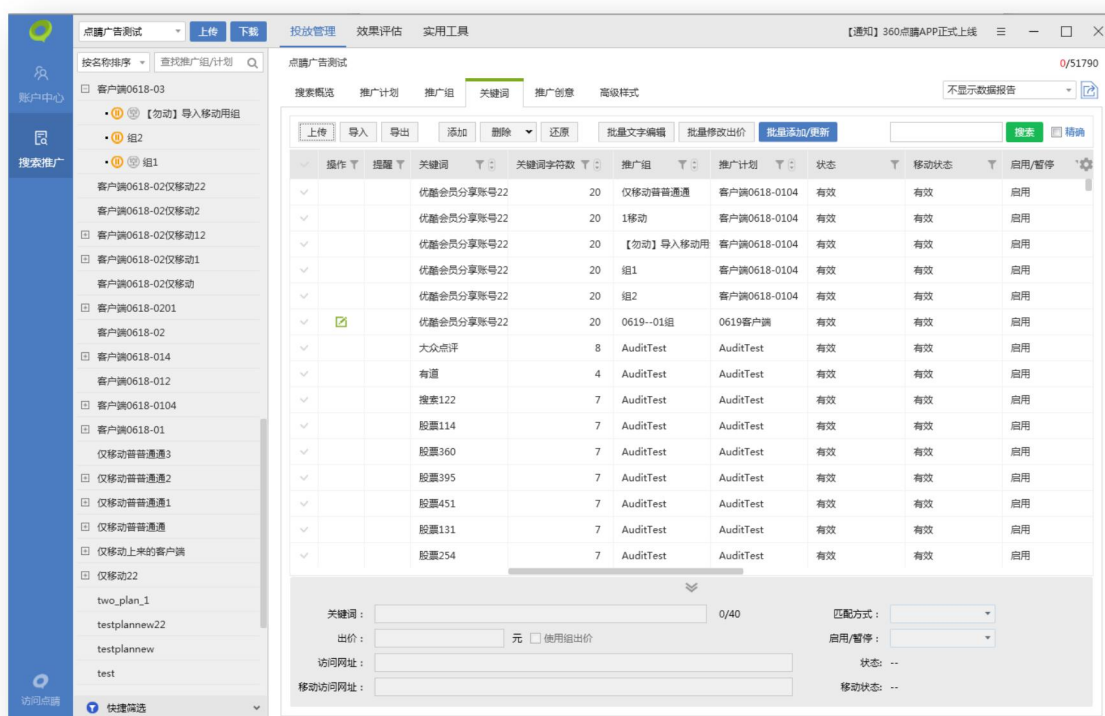 点睛广告测试 上传 下载 投放管理 效果评估 实用工具 【通知】360点睛APP正式上线
按名称排序 查找推广组/计划 点睛广告测试 0/51790
账户中心
搜索推广
访问点睛
客户端0618-03
【勿动】导入移动用组
组2
组1
客户端0618-02仅移动22
客户端0618-02仅移动2
客户端0618-02仅移动12
客户端0618-02仅移动1
客户端0618-02仅移动
客户端0618-0201
客户端0618-02
客户端0618-014
客户端0618-012
客户端0618-0104
客户端0618-01
仅移动普普通通3
仅移动普普通通2
仅移动普普通通1
仅移动普普通通
仅移动上来的客户端
仅移动22
two_plan_1
testplannew22
testplannew
test
快捷筛选
搜索概览 推广计划 推广组 关键词 推广创意 高级样式 不显示数据报告
上传 导入 导出 添加 删除 还原 批量文字编辑 批量修改出价 批量添加/更新 搜索 精确
操作 提醒 关键词 关键词字符数 推广组 推广计划 状态 移动状态 启用/暂停
优酷会员分享账号22 20 仅移动普普通通 客户端0618-0104 有效 有效 启用
优酷会员分享账号22 20 1移动 客户端0618-0104 有效 有效 启用
优酷会员分享账号22 20 【勿动】导入移动用 客户端0618-0104 有效 有效 启用
优酷会员分享账号22 20 组1 客户端0618-0104 有效 有效 启用
优酷会员分享账号22 20 组2 客户端0618-0104 有效 有效 启用
优酷会员分享账号22 20 0619--01组 0619客户端 有效 有效 启用
大众点评 8 AuditTest AuditTest 有效 有效 启用
有道 4 AuditTest AuditTest 有效 有效 启用
搜索122 7 AuditTest AuditTest 有效 有效 启用
股票114 7 AuditTest AuditTest 有效 有效 启用
股票360 7 AuditTest AuditTest 有效 有效 启用
股票395 7 AuditTest AuditTest 有效 有效 启用
股票451 7 AuditTest AuditTest 有效 有效 启用
股票131 7 AuditTest AuditTest 有效 有效 启用
股票254 7 AuditTest AuditTest 有效 有效 启用
关键词： 0/40 匹配方式：
出价： 元 使用组出价 启用/暂停：
访问网址： 状态： --
移动访问网址： 移动状态： --